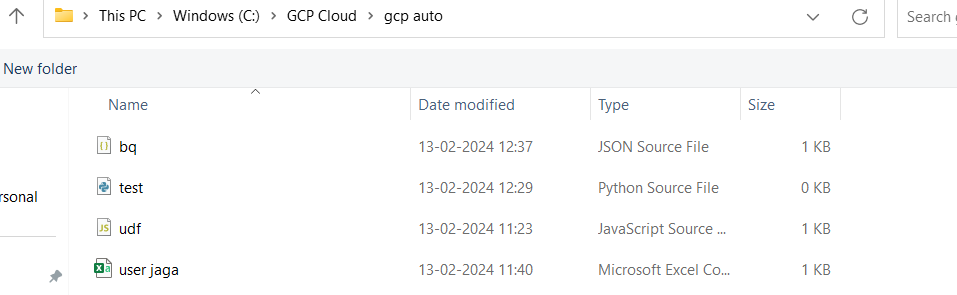 This PC > Windows (C:) > GCP Cloud > gcp auto
Search
New folder
Name Date modified Type Size
bq 13-02-2024 12:37 JSON Source File 1 KB
test 13-02-2024 12:29 Python Source File 0 KB
rsonal
udf 13-02-2024 11:23 JavaScript Source ... 1 KB
user jaga 13-02-2024 11:40 Microsoft Excel Co... 1 KB